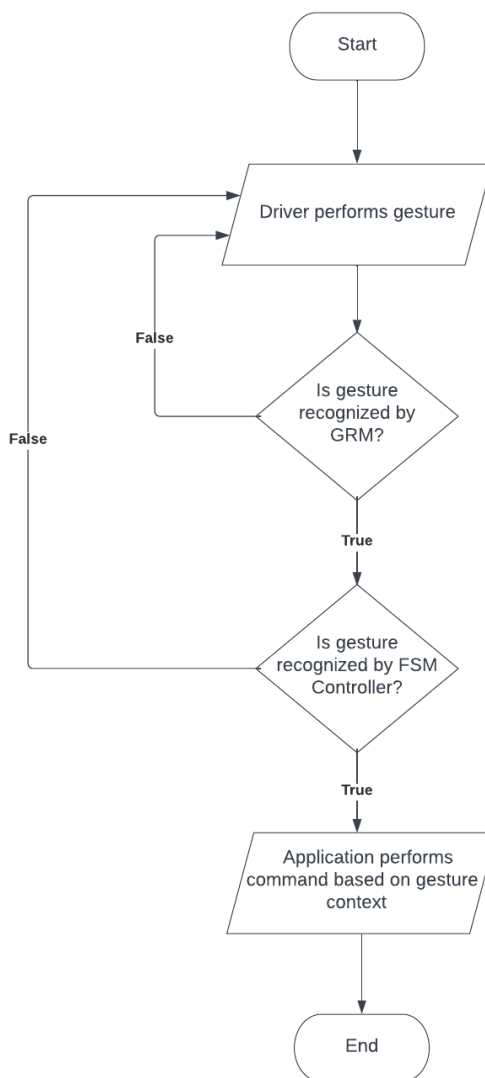 Start
Driver performs gesture
False
Is gesture
recognized by
GRM?
False
True
Is gesture
recognized by FSM
Controller?
True
Application performs
command based on gesture
context
End